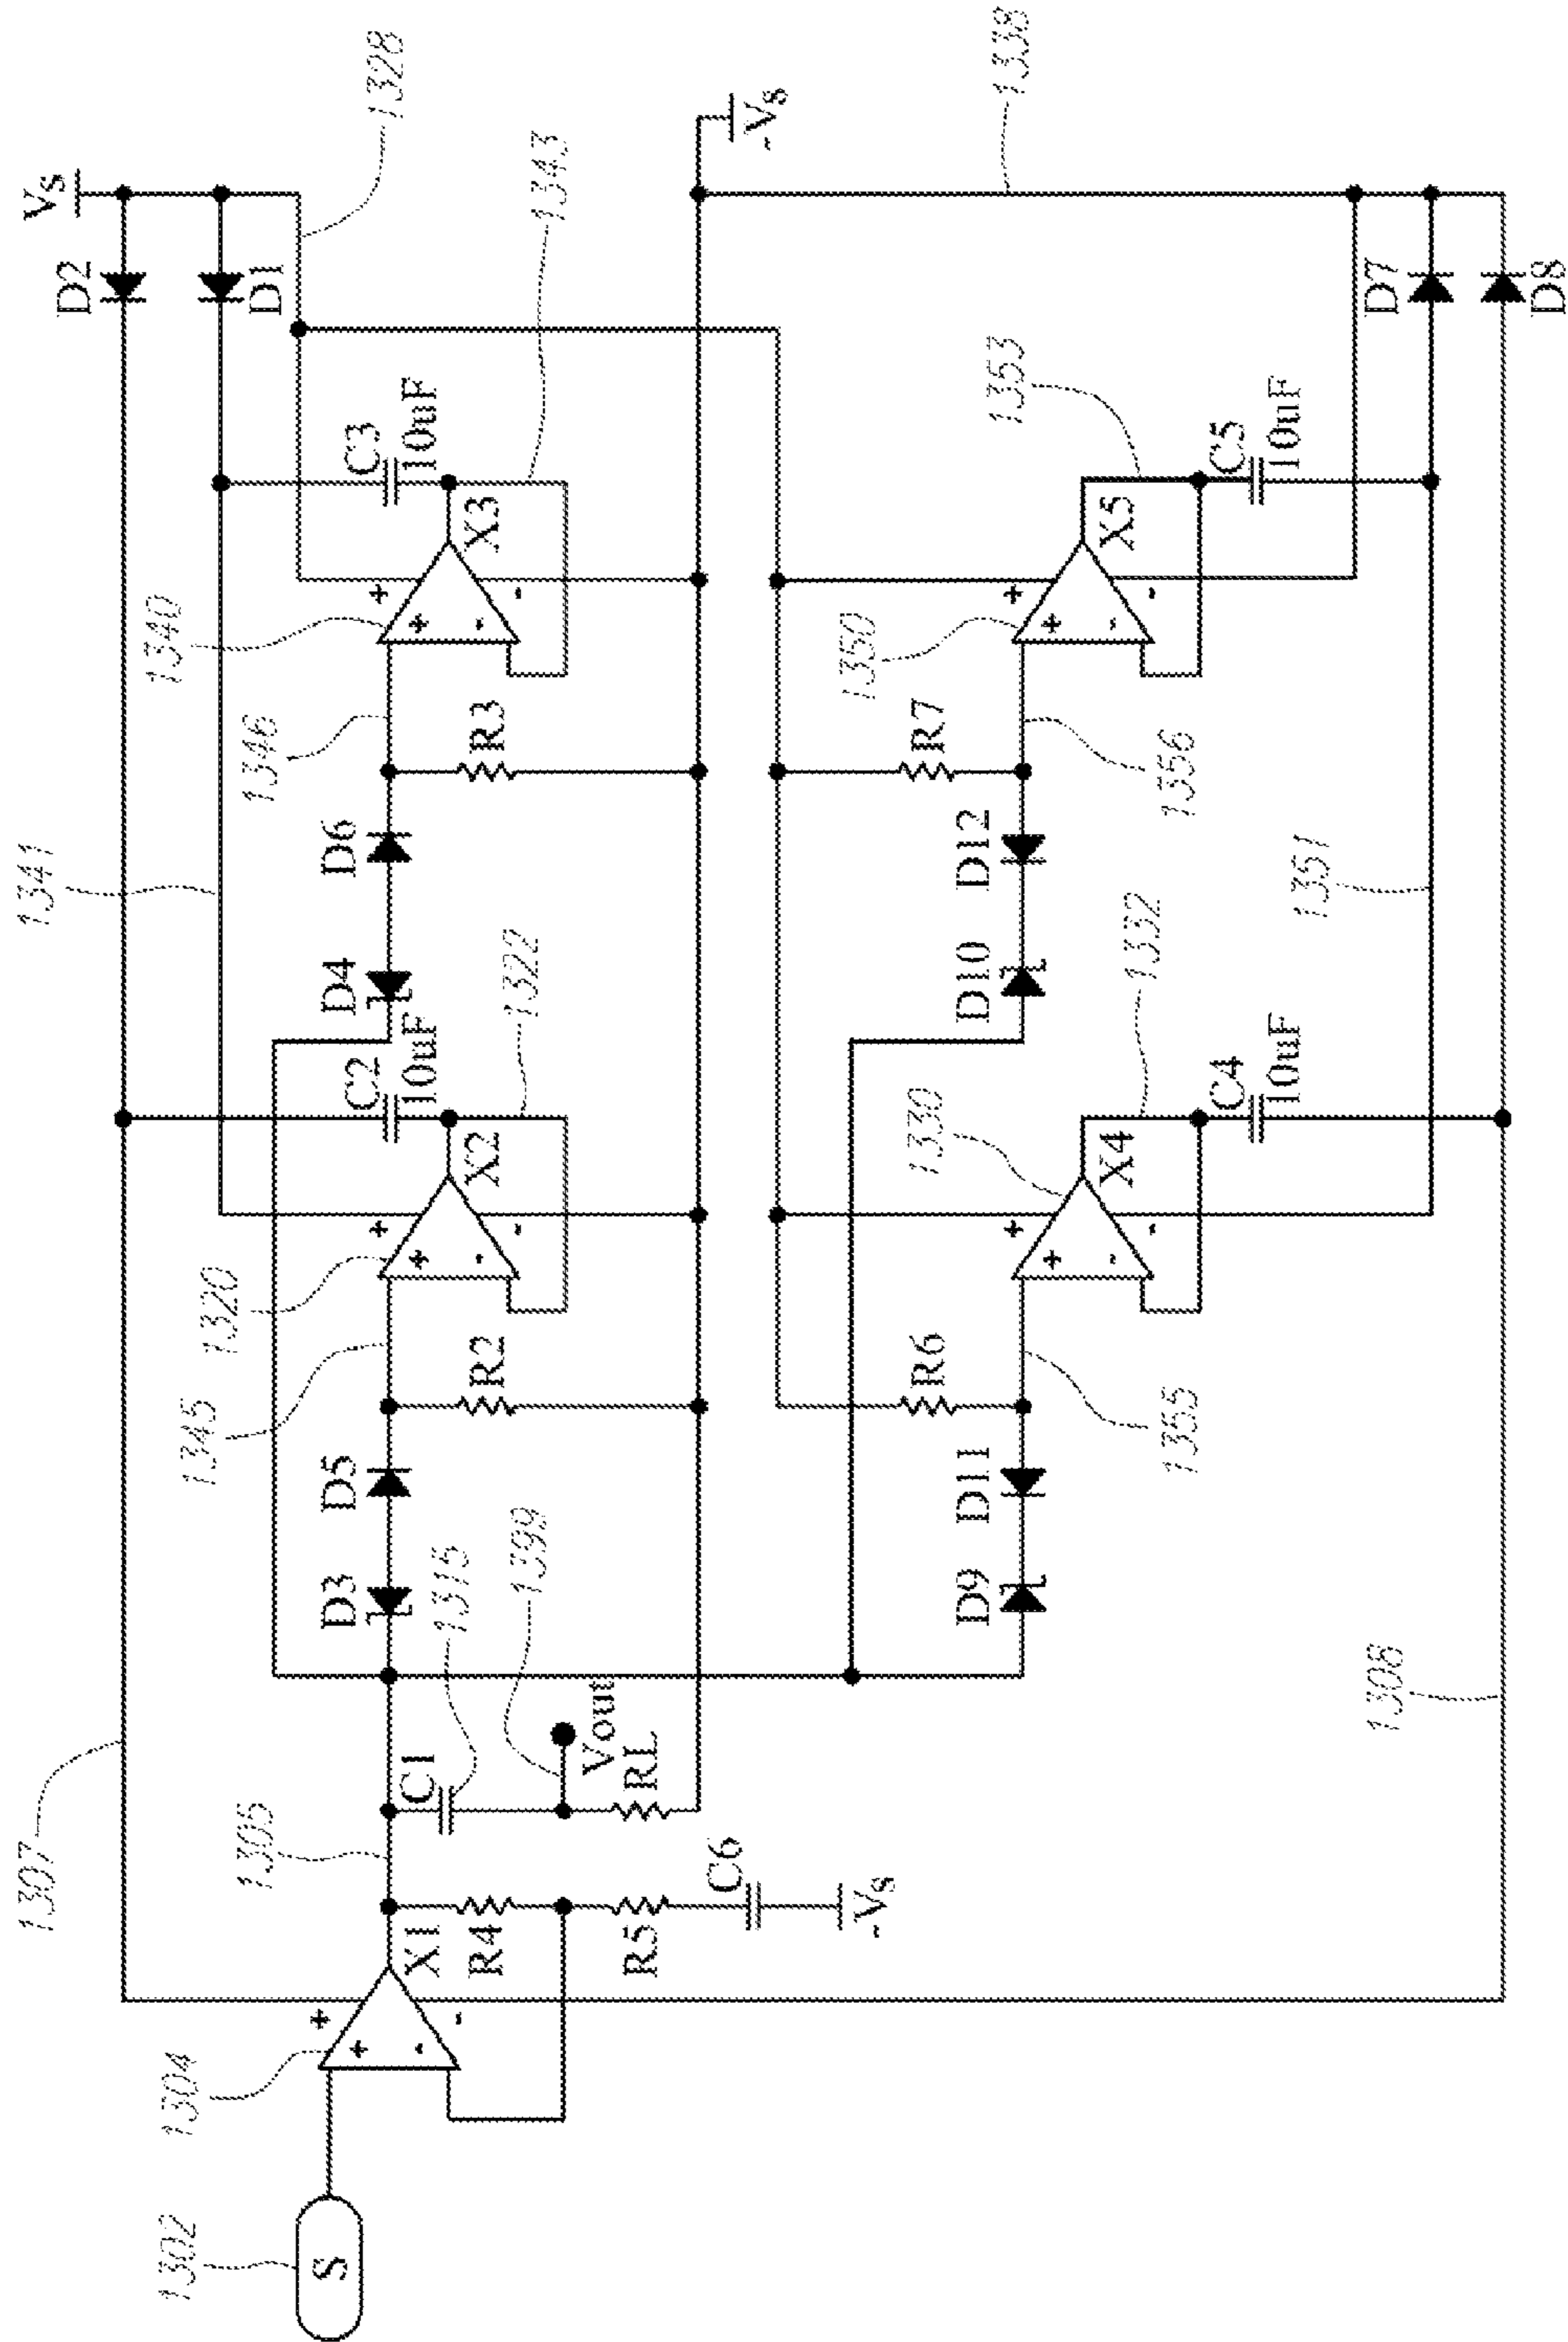 Vs
D2
D1
1328
1341
1340
C3
10uF
1343
X3
1346
R3
D6
D4
C2
10uF
1322
X2
1320
1345
R2
D5
D3
1315
C1
1399
Vout
RL
1307
1305
X1
R4
R5
C6
-Vs
1304
1302
S
-Vs
1338
D7
D8
1353
C5
10uF
X5
1350
R7
1356
D12
D10
1351
1332
C4
10uF
1330
X4
R6
1355
D11
D9
1308
+
-
+
-
+
-
+
-
+
-
+
-
+
-
+
-
+
-
+
-